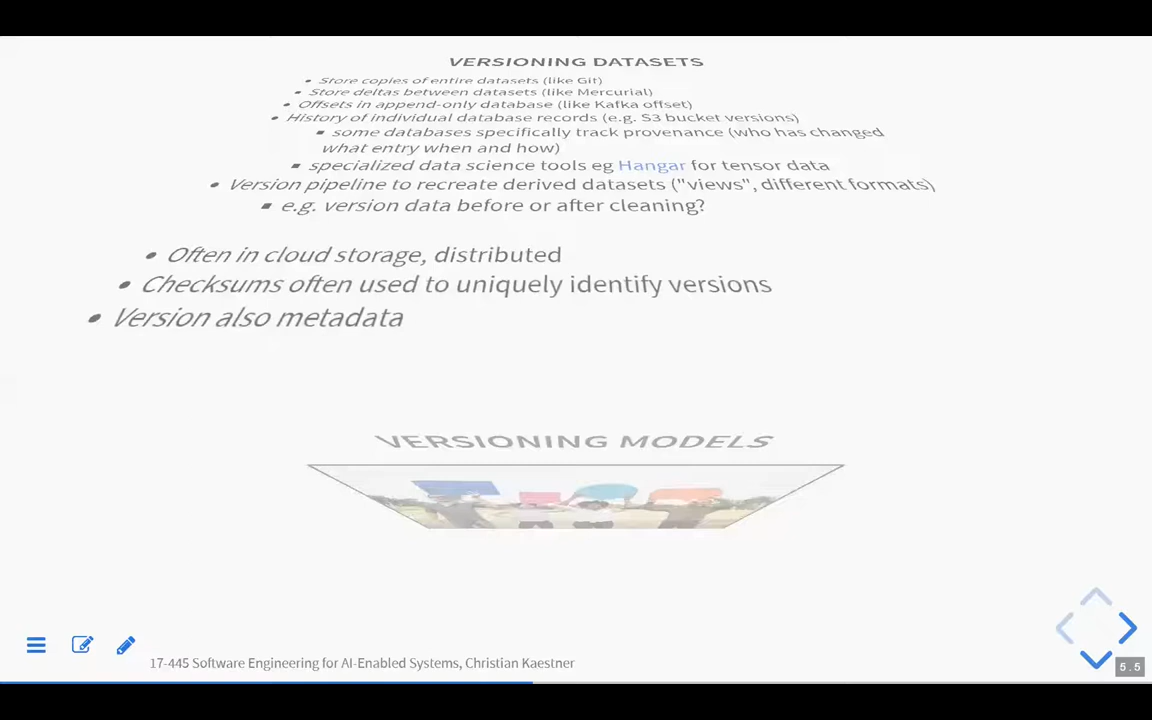 VERSIONING DATASETS
• Store copies of entire datasets (like Git)
• Store deltas between datasets (like Mercurial)
• Offsets in append-only database (like Kafka offset)
• History of individual database records (e.g. S3 bucket versions)
▪ some databases specifically track provenance (who has changed
what entry when and how)
▪ specialized data science tools eg Hangar for tensor data
• Version pipeline to recreate derived datasets ("views", different formats)
▪ e.g. version data before or after cleaning?
• Often in cloud storage, distributed
• Checksums often used to uniquely identify versions
• Version also metadata
VERSIONING MODELS
17-445 Software Engineering for AI-Enabled Systems, Christian Kaestner
5.5